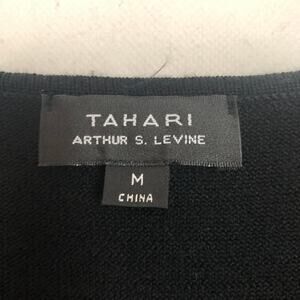 TAHARI
ARTHUR S. LEVINE
M
CHINA